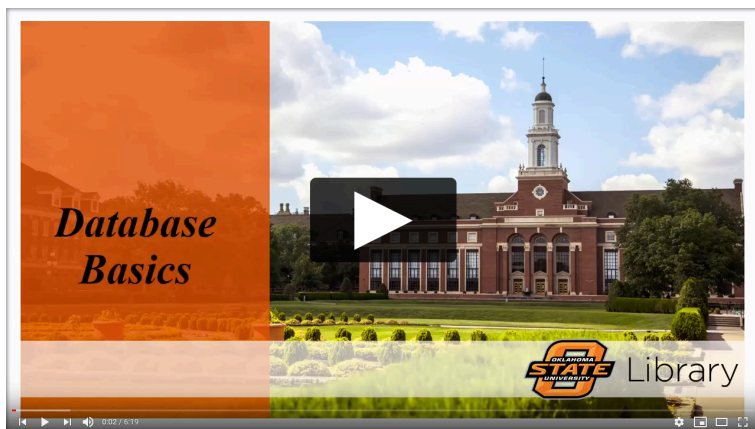 Database
Basics
OKLAHOMA
STATE
UNIVERSITY
Library
0:02 / 6:19